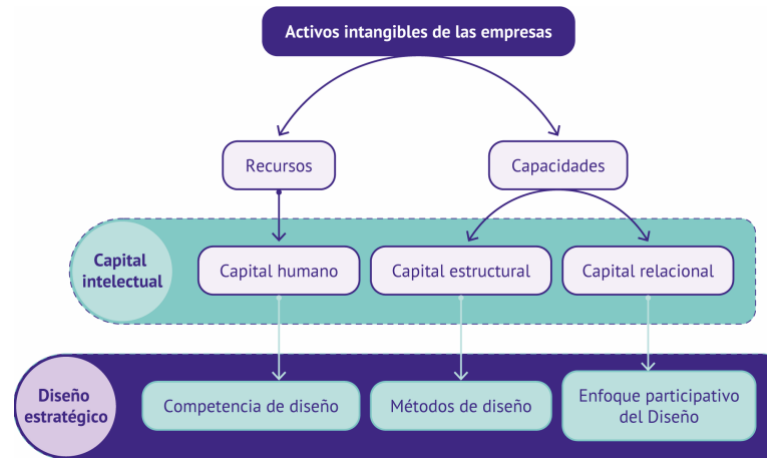 Activos intangibles de las empresas
Recursos
Capacidades
Capital
intelectual
Capital humano
Capital estructural
Capital relacional
Diseño
estratégico
Competencia de diseño
Métodos de diseño
Enfoque participativo
del Diseño